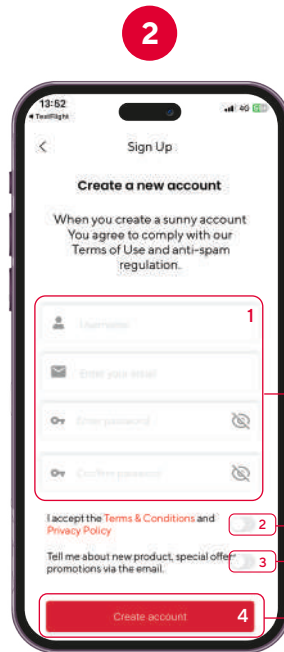 2
13:52
◀ TestFlight
4G
Sign Up
Create a new account
When you create a sunny account
You agree to comply with our
Terms of Use and anti-spam
regulation.
1
Username
Enter your email
Enter password
Confirm password
I accept the Terms & Conditions and
Privacy Policy
2
Tell me about new product, special offer
promotions via the email.
3
Create account
4